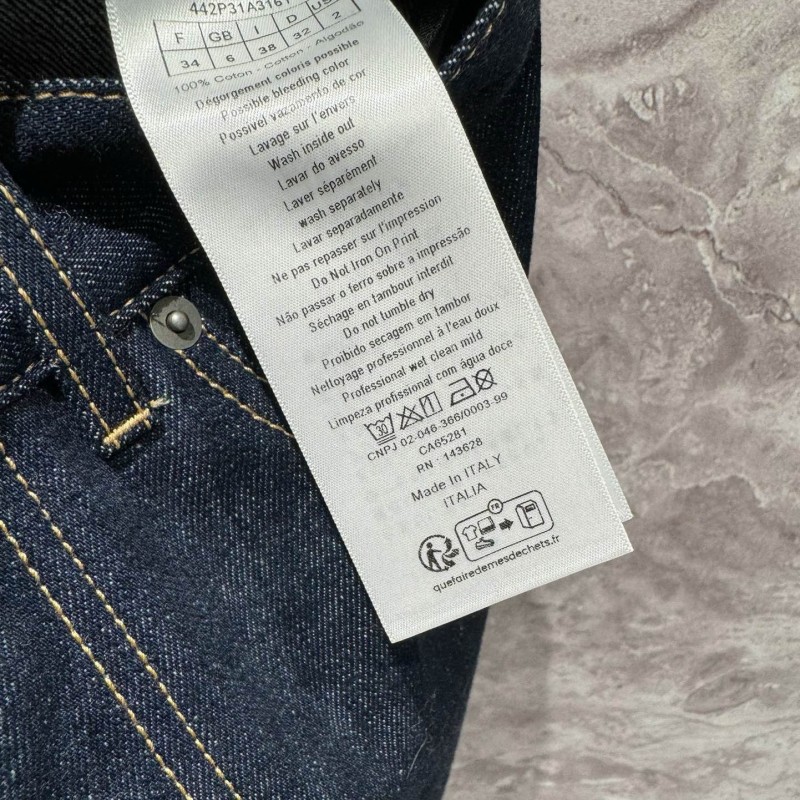 442P31A3161
F GB I D US
34 6 38 32 2
100% Coton - Cotton - Algodão
Dégorgement coloris possible
Possible bleeding color
Possivel vazamento de cor
Lavage sur l'envers
Wash inside out
Lavar do avesso
Laver séparément
wash separately
Lavar separadamente
Ne pas repasser sur l'impression
Do Not Iron On Print
Não passar o ferro sobre a impressão
Séchage en tambour interdit
Do not tumble dry
Proibido secagem em tambor
Nettoyage professionnel à l'eau doux
Professional wet clean mild
Limpeza profissional com água doce
30
CNPJ 02-046-366/0003-99
CA65281
RN : 143628
Made In ITALY
ITALIA
quefairedemesdechets.fr